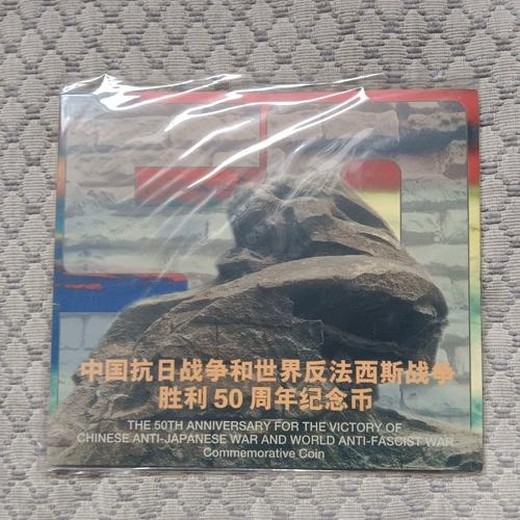 中国抗日战争和世界反法西斯战争
胜利 50 周年纪念币
THE 50TH ANNIVERSARY FOR THE VICTORY OF
CHINESE ANTI-JAPANESE WAR AND WORLD ANTI-FASCIST WAR
Commemorative Coin